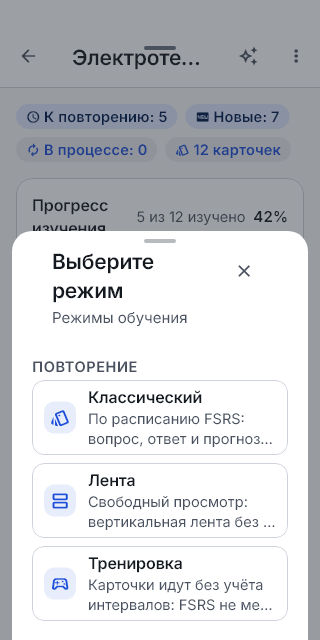 Электроте...
К повторению: 5
Новые: 7
В процессе: 0
12 карточек
Прогресс
изучения
5 из 12 изучено 42%
Выберите
режим
Режимы обучения
ПОВТОРЕНИЕ
Классический
По расписанию FSRS:
вопрос, ответ и прогноз...
Лента
Свободный просмотр:
вертикальная лента без ...
Тренировка
Карточки идут без учёта
интервалов: FSRS не ме...